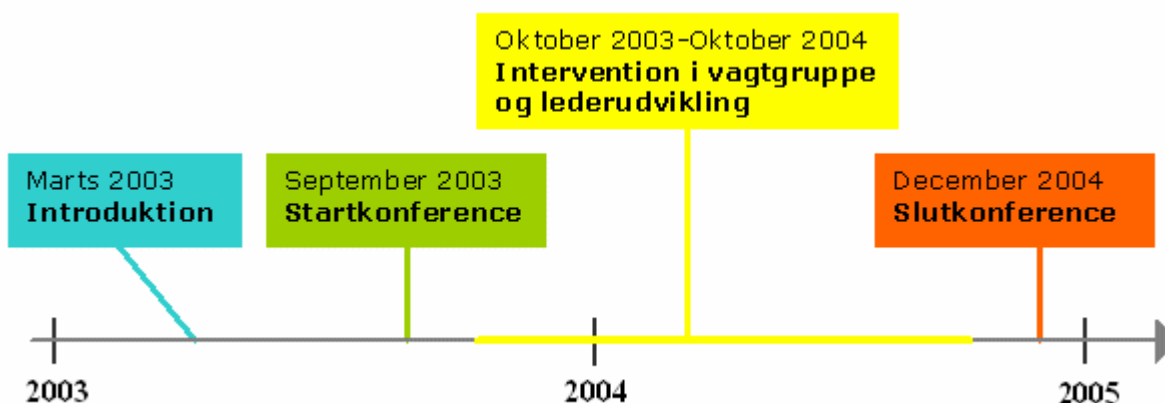 Oktober 2003-Oktober 2004
Intervention i vagtgruppe
og lederudvikling
Marts 2003
Introduktion
September 2003
Startkonference
December 2004
Slutkonference
2003
2004
2005